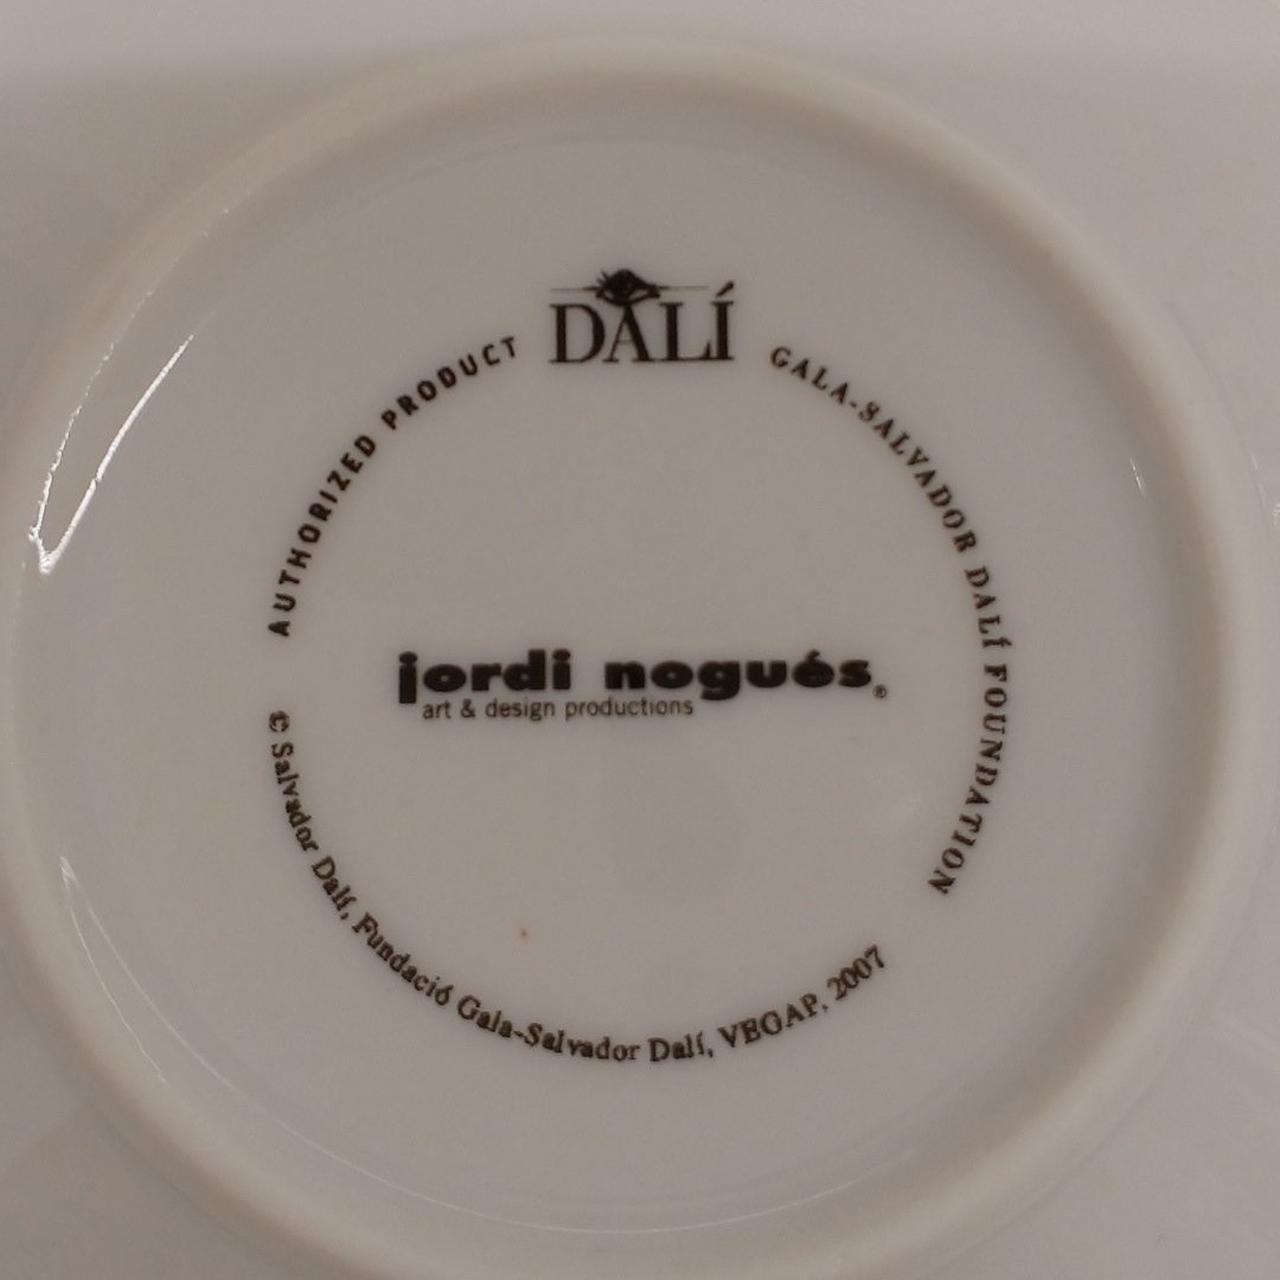 DALÍ
AUTHORIZED PRODUCT
GALA-SALVADOR DALÍ FOUNDATION
jordi nogués®
art & design productions
© Salvador Dalí, Fundació Gala-Salvador Dalí, VEGAP, 2007